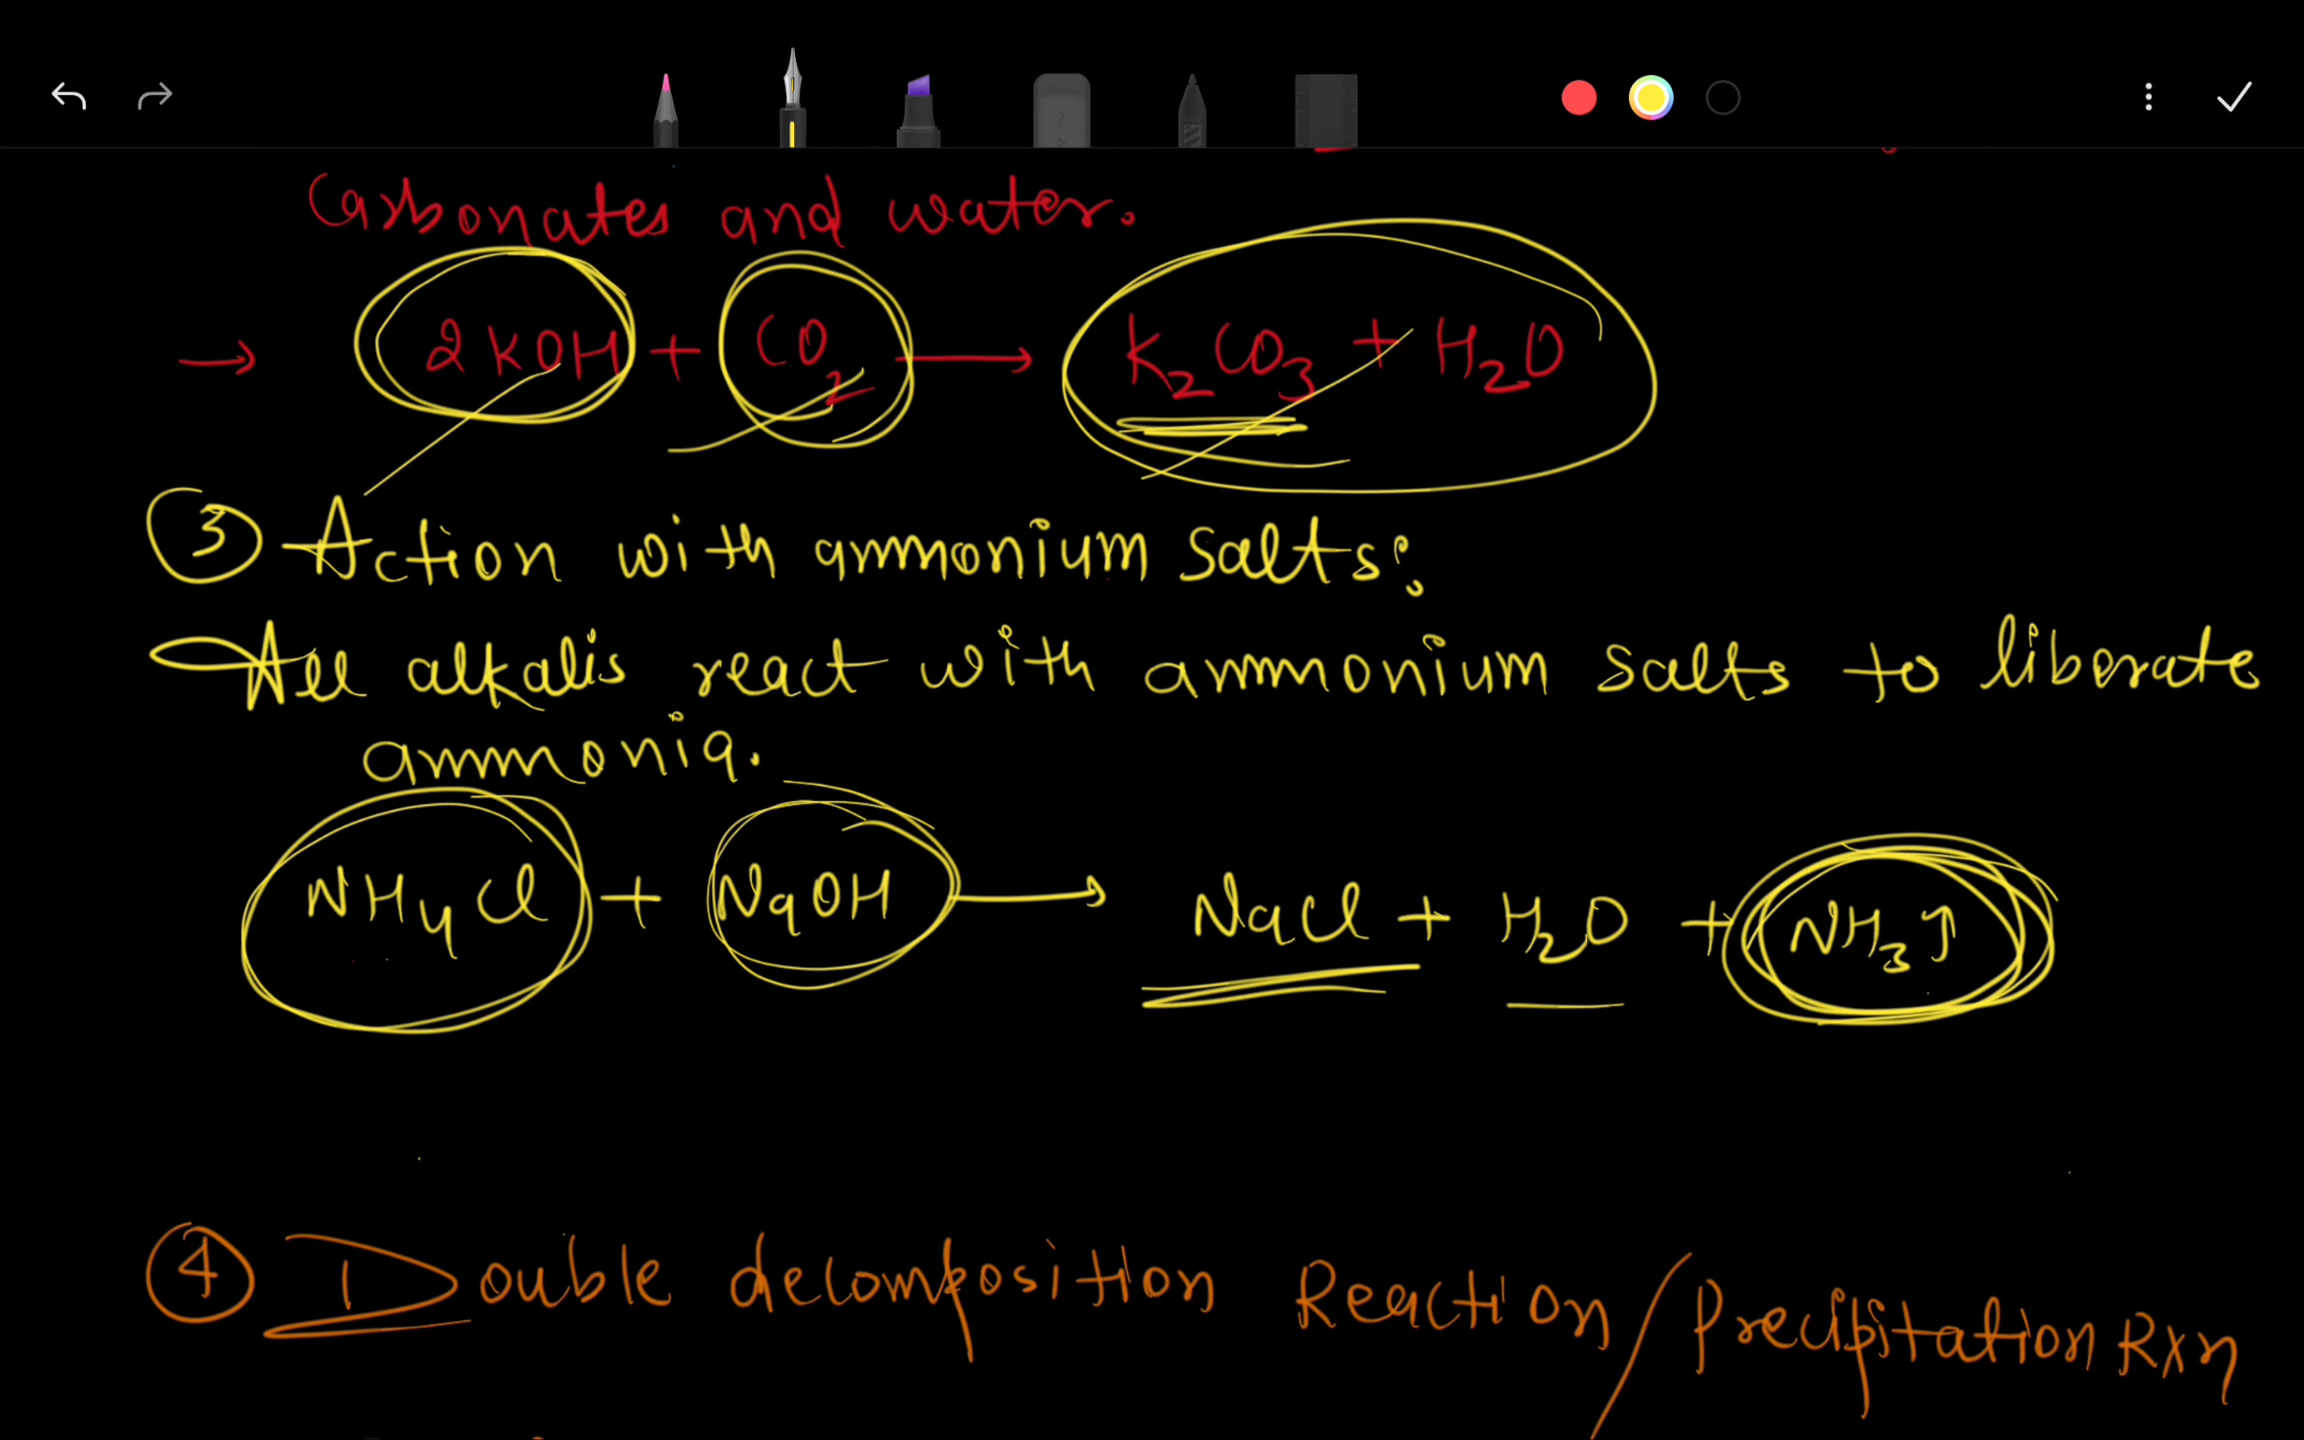 Carbonates and water.
→ 2KOH + CO₂ → K₂CO₃ + H₂O
③ Action with ammonium salts:
All alkalis react with ammonium salts to liberate
ammonia.
NH₄Cl + NaOH → NaCl + H₂O + NH₃↑
④ Double decomposition Reaction/Precipitation Rxn